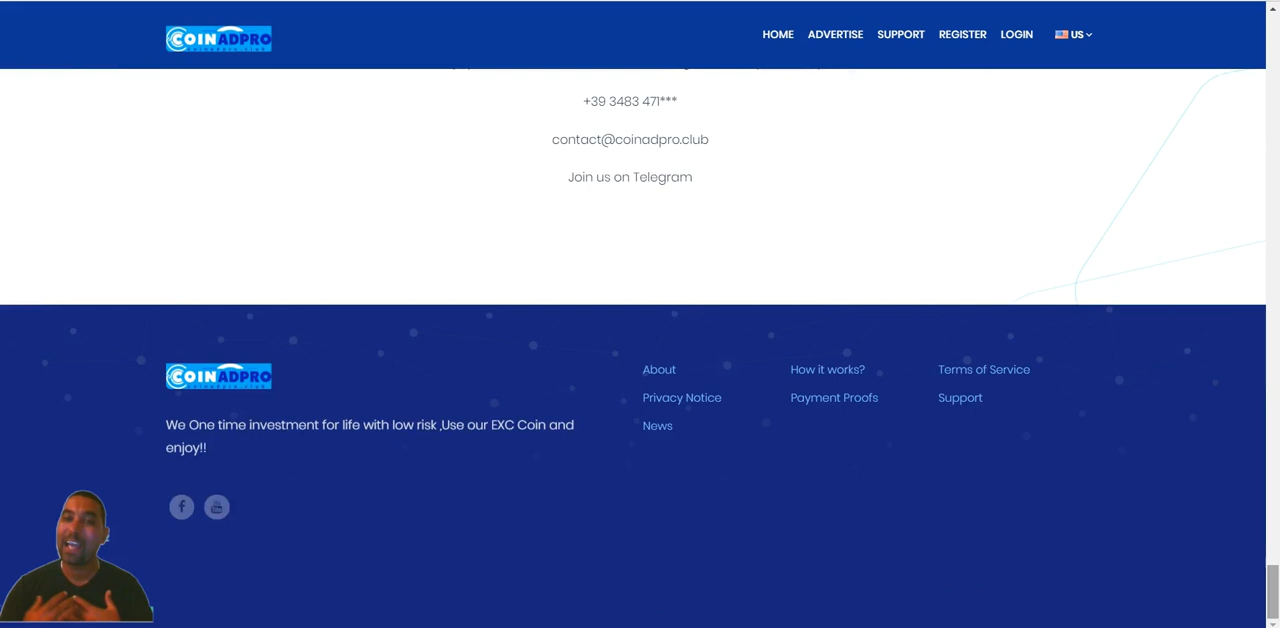 COINADPRO
HOME ADVERTISE SUPPORT REGISTER LOGIN US
+39 3483 471***
contact@coinadpro.club
Join us on Telegram
COINADPRO
We One time investment for life with low risk ,Use our EXC Coin and
enjoy!!
About
Privacy Notice
News
How it works?
Payment Proofs
Terms of Service
Support